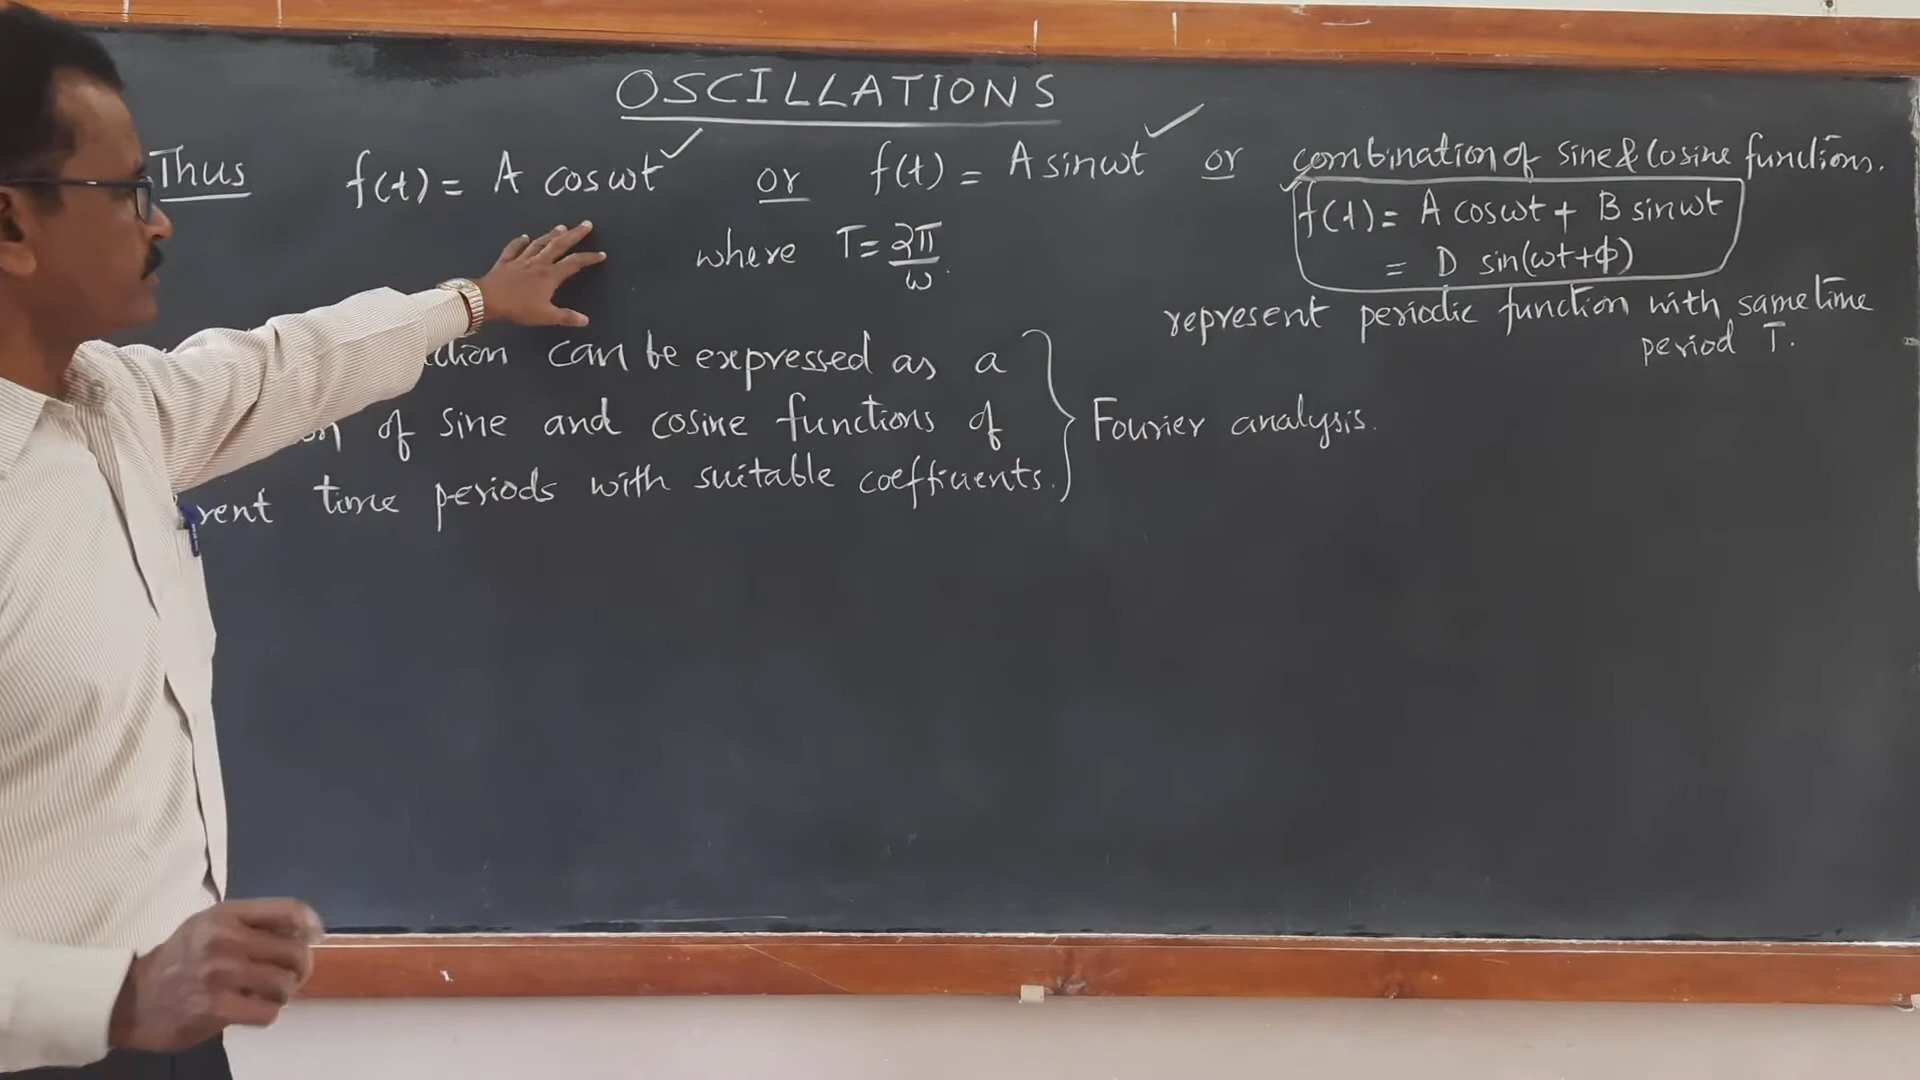 OSCILLATIONS
Thus f(t) = A cosωt ✓ or f(t) = A sinωt ✓ or combination of sine & cosine functions.
f(t) = A cosωt + B sinωt
= D sin(ωt+φ)
where T = 2π/ω.
represent periodic function with same time
period T.
can be expressed as a
of sine and cosine functions of
time periods with suitable coefficients.
Fourier analysis.